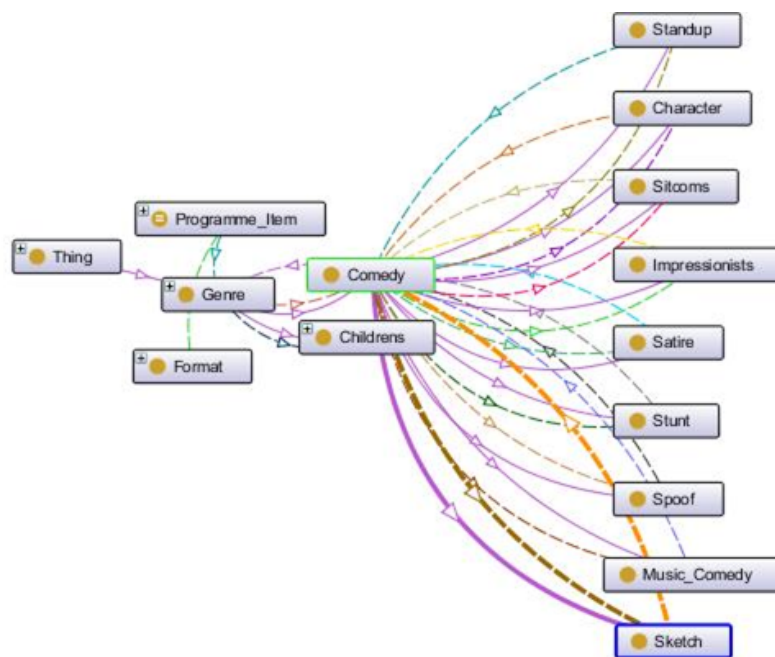 Standup
Character
Sitcoms
Programme_Item
Thing
Comedy
Impressionists
Genre
Childrens
Satire
Format
Stunt
Spoof
Music_Comedy
Sketch